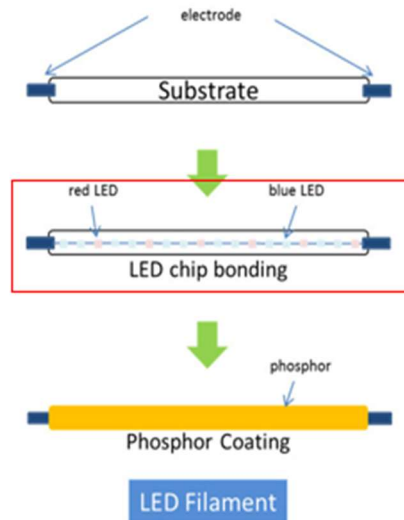 electrode
Substrate
red LED
blue LED
LED chip bonding
phosphor
Phosphor Coating
LED Filament